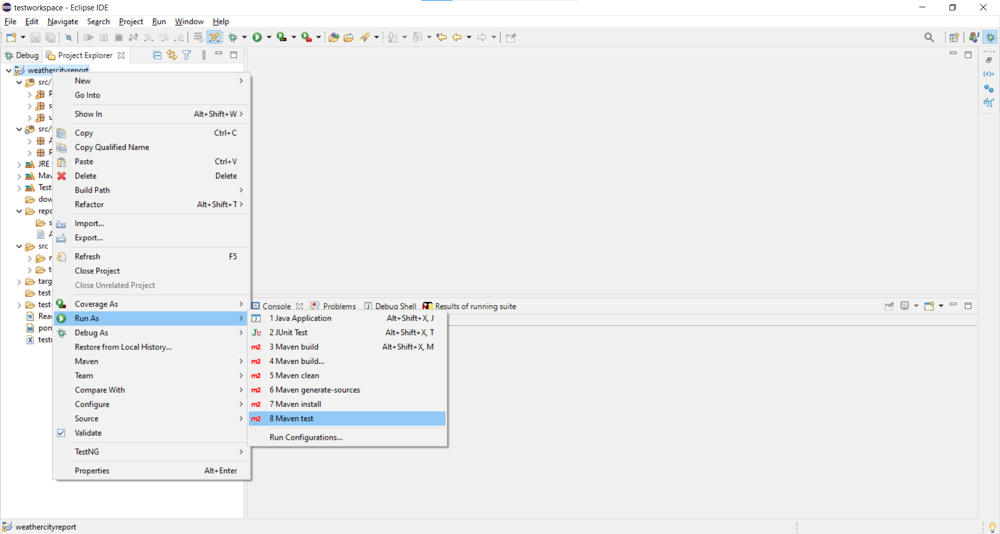 testworkspace - Eclipse IDE
File Edit Navigate Search Project Run Window Help
Debug Project Explorer
weathercityreport
src/
P
s
u
src/
A
P
JRE
Mav
Test
dow
repo
s
A
src
targ
test
test-
Rea
pom
New
Go Into
Show In Alt+Shift+W
Copy Ctrl+C
Copy Qualified Name
Paste Ctrl+V
Delete Delete
Build Path
Refactor Alt+Shift+T
Import...
Export...
Refresh F5
Close Project
Close Unrelated Project
Coverage As
Run As
Debug As
Restore from Local History...
Maven
Team
Compare With
Configure
Source
Validate
TestNG
Properties Alt+Enter
Console Problems Debug Shell Results of running suite
1 Java Application Alt+Shift+X, J
2 JUnit Test Alt+Shift+X, T
3 Maven build Alt+Shift+X, M
4 Maven build...
5 Maven clean
6 Maven generate-sources
7 Maven install
8 Maven test
Run Configurations...
weathercityreport